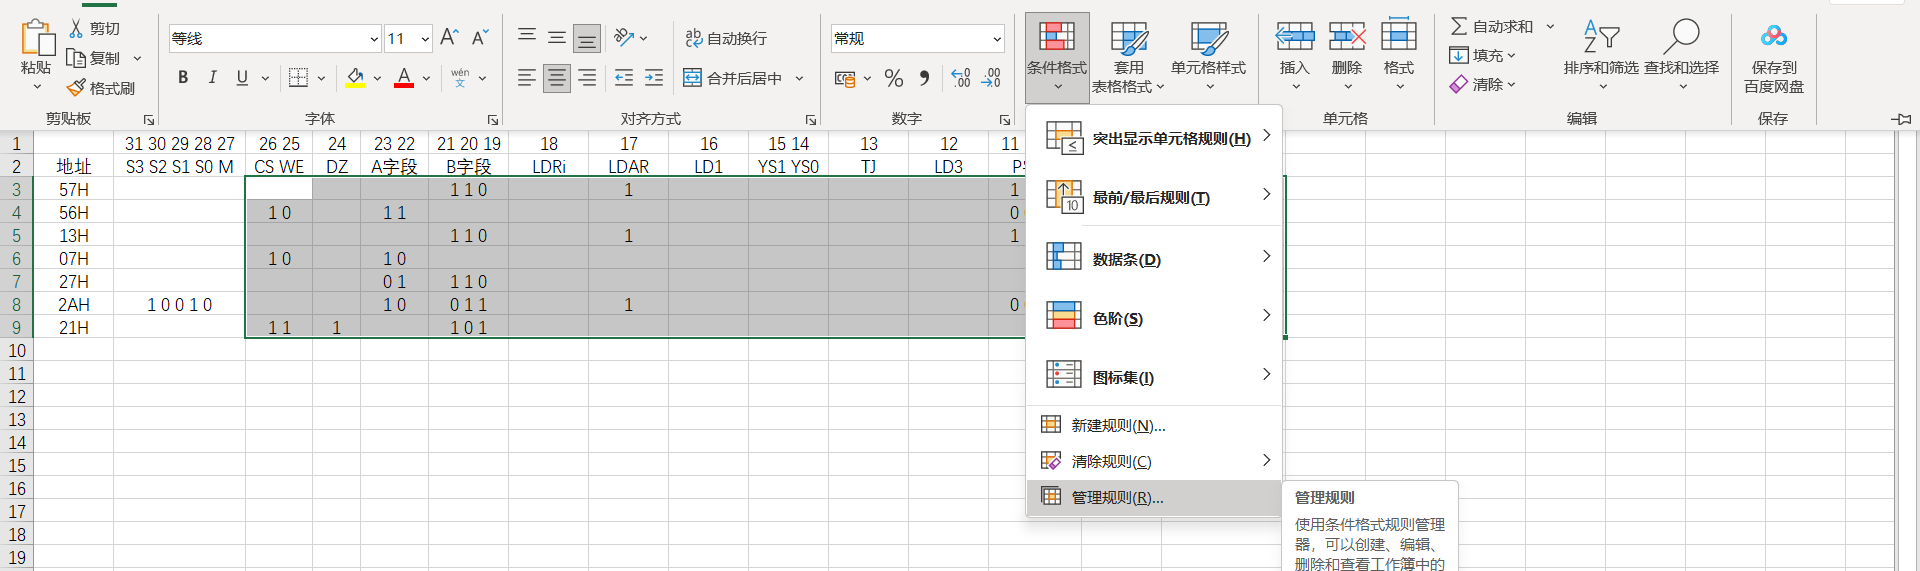 剪切
等线 11 A A
自动换行
常规
粘贴
复制
格式刷
B I U A wén 文
合并后居中
% , .00
条件格式
套用
表格格式
单元格样式
插入 删除 格式
自动求和
填充
清除
排序和筛选 查找和选择
保存到
百度网盘
剪贴板 字体 对齐方式 数字 单元格 编辑 保存
1 31 30 29 28 27 26 25 24 23 22 21 20 19 18 17 16 15 14 13 12 11
2 地址 S3 S2 S1 S0 M CS WE DZ A字段 B字段 LDRi LDAR LD1 YS1 YS0 TJ LD3
3 57H 1 1 0 1 1
4 56H 1 0 1 1 0
5 13H 1 1 0 1 1
6 07H 1 0 1 0
7 27H 0 1 1 1 0
8 2AH 1 0 0 1 0 1 0 0 1 1 1 0
9 21H 1 1 1 1 0 1
10
11
12
13
14
15
16
17
18
19
突出显示单元格规则(H)
10
最前/最后规则(T)
数据条(D)
色阶(S)
图标集(I)
新建规则(N)...
清除规则(C)
管理规则(R)...
管理规则
使用条件格式规则管理
器，可以创建、编辑、
删除和查看工作簿中的